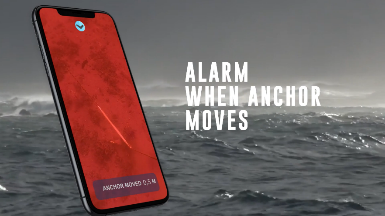 ALARM
WHEN ANCHOR
MOVES
ANCHOR MOVED 0,5 M